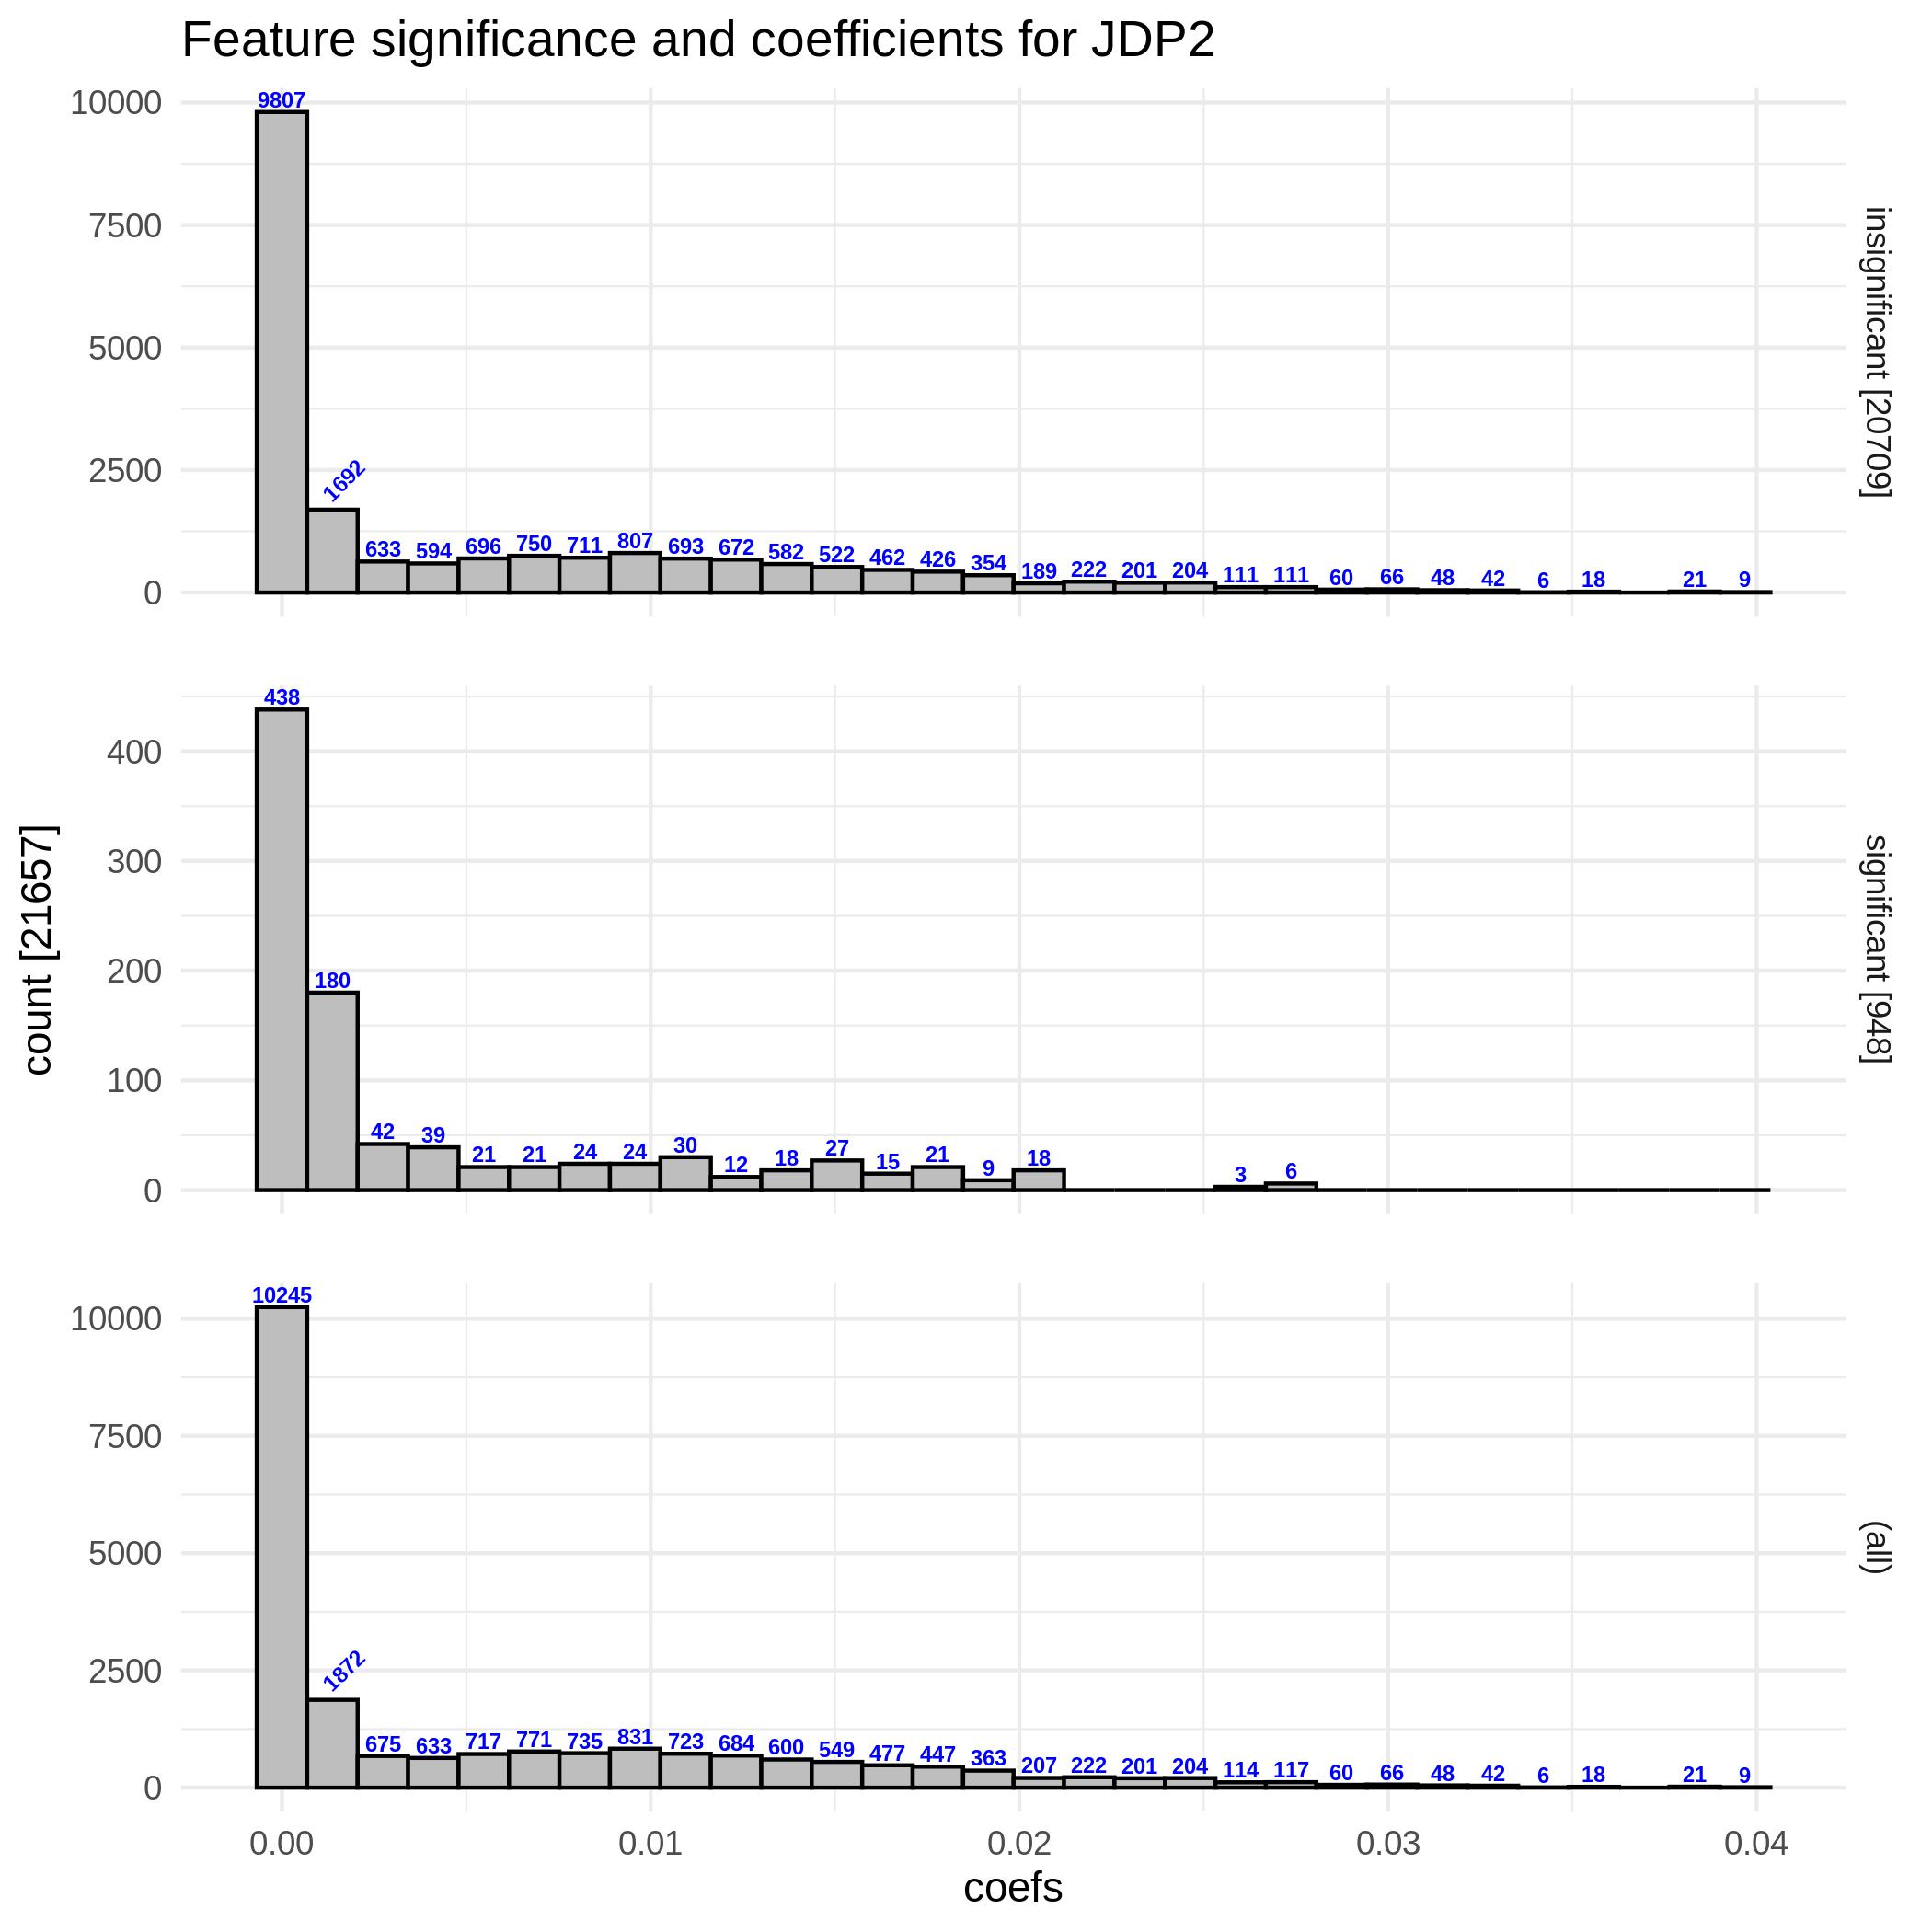 Feature significance and coefficients for JDP2
count [21657]
10000
7500
5000
2500
0
9807
1692
633 594 696 750 711 807 693 672 582 522 462 426 354 189 222 201 204 111 111 60 66 48 42 6 18 21 9
insignificant [20709]
400
300
200
100
0
438
180
42 39 21 21 24 24 30 12 18 27 15 21 9 18 3 6
significant [948]
10000
7500
5000
2500
0
10245
1872
675 633 717 771 735 831 723 684 600 549 477 447 363 207 222 201 204 114 117 60 66 48 42 6 18 21 9
(all)
0.00 0.01 0.02 0.03 0.04
coefs